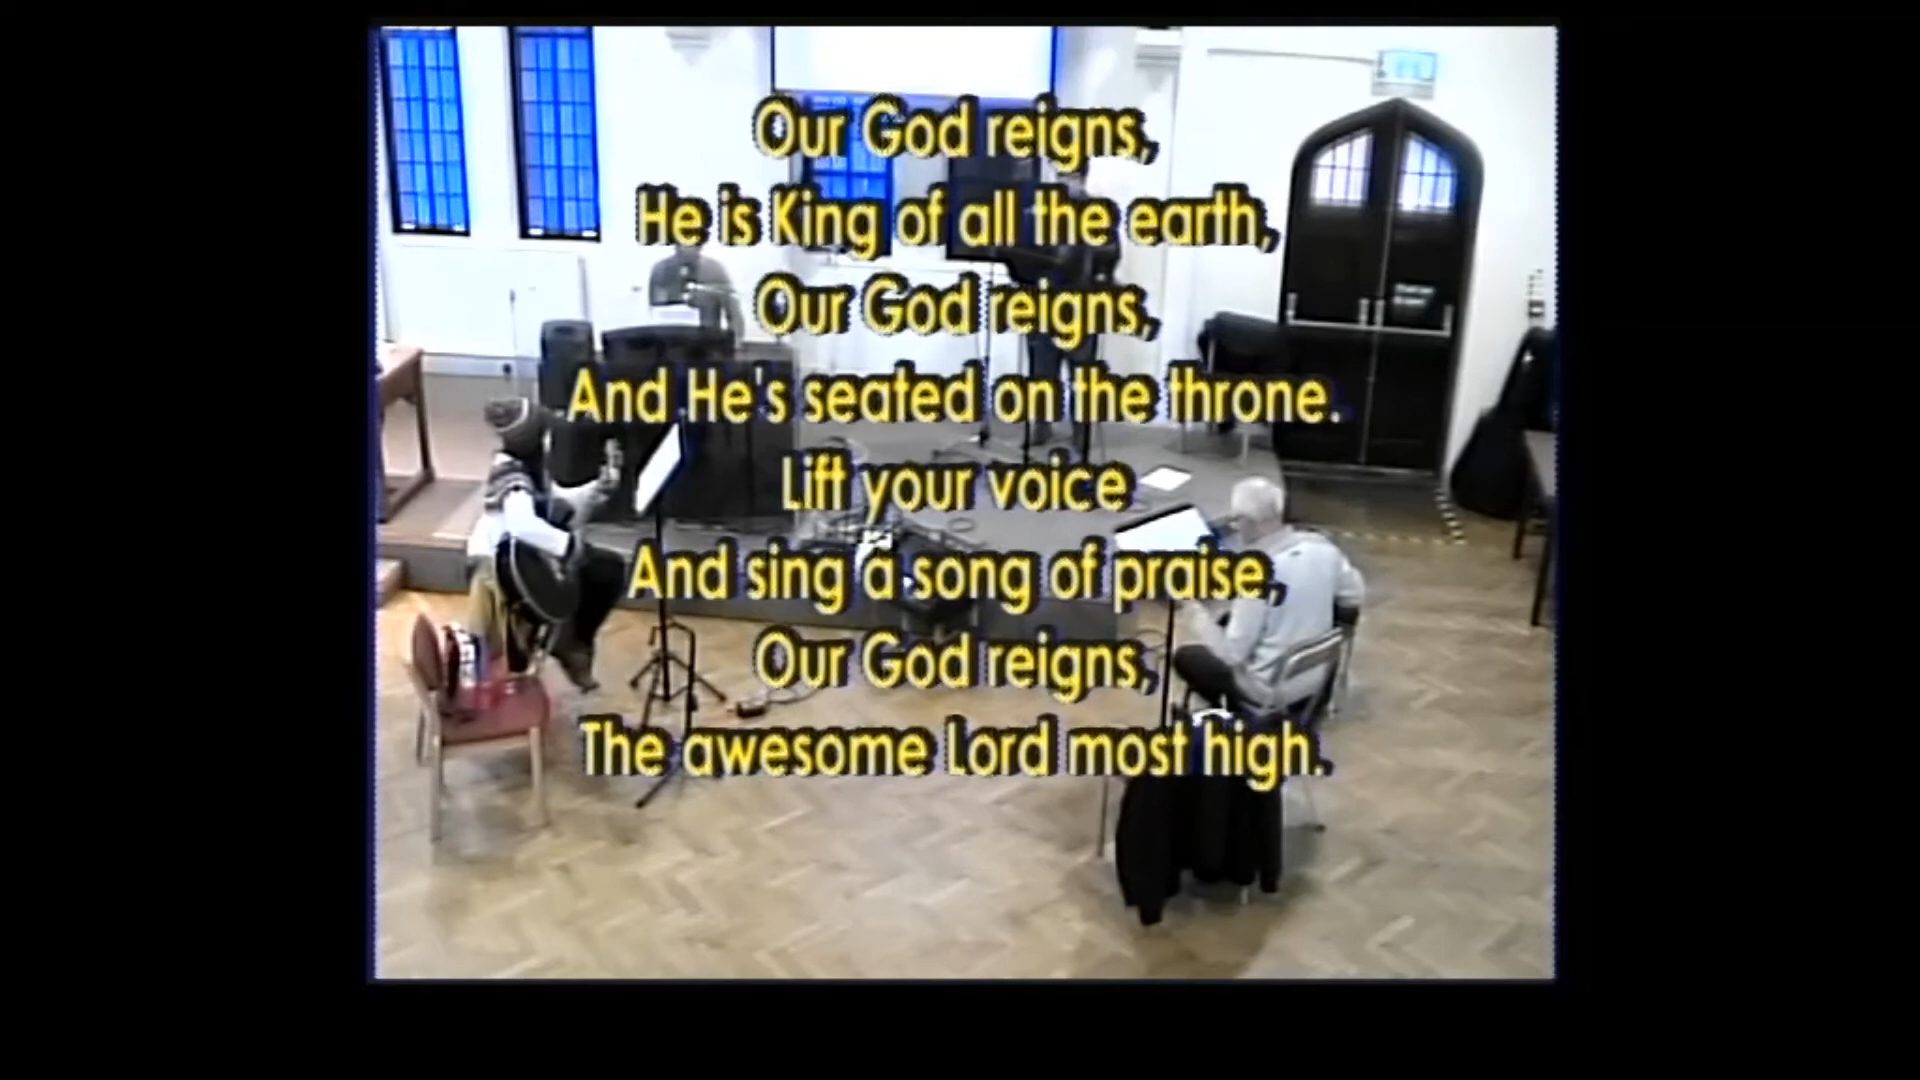 Our God reigns,
He is King of all the earth,
Our God reigns,
And He's seated on the throne.
Lift your voice
And sing a song of praise,
Our God reigns,
The awesome Lord most high.